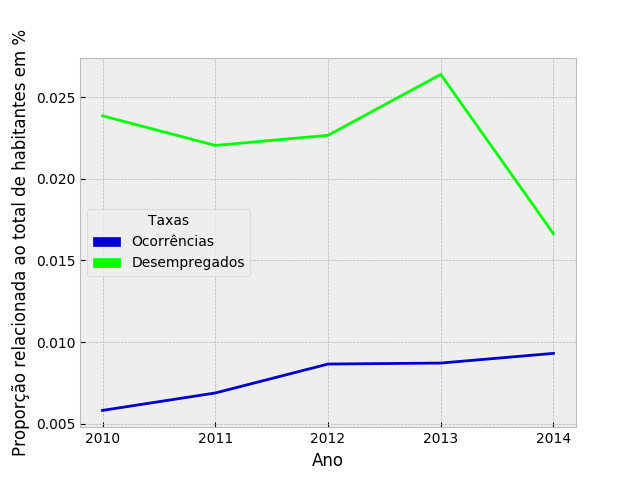 Proporção relacionada ao total de habitantes em %
0.025
0.020
0.015
0.010
0.005
Taxas
Ocorrências
Desempregados
2010 2011 2012 2013 2014
Ano